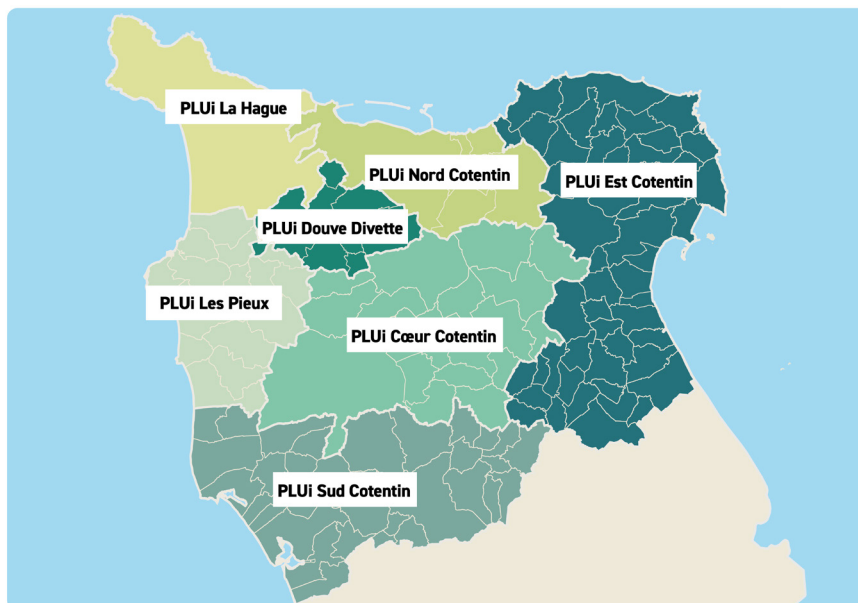 PLUi La Hague
PLUi Nord Cotentin
PLUi Est Cotentin
PLUi Douve Divette
PLUi Les Pieux
PLUi Cœur Cotentin
PLUi Sud Cotentin